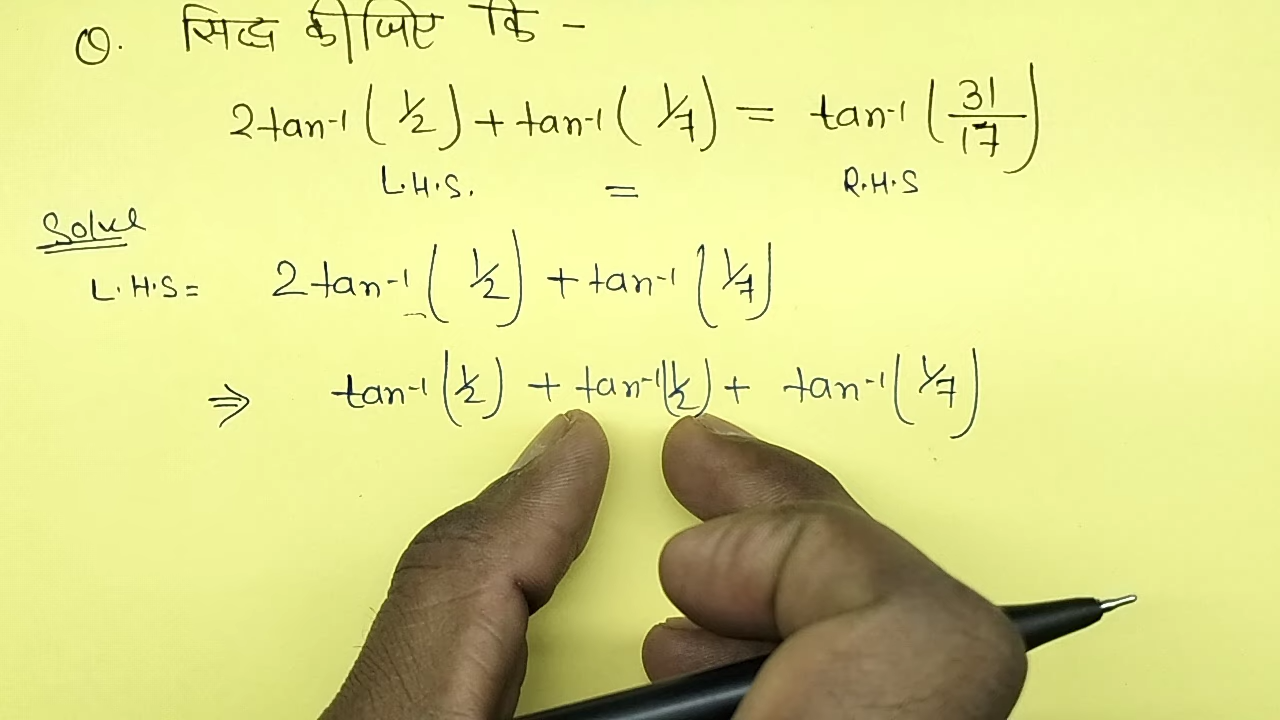 Q. सिद्ध कीजिए कि -
2tan-1 (1/2) + tan-1 (1/7) = tan-1 (31/17)
L.H.S. = R.H.S
Solve
L.H.S = 2tan-1 (1/2) + tan-1 (1/7)
⇒ tan-1 (1/2) + tan-1 (1/2) + tan-1 (1/7)